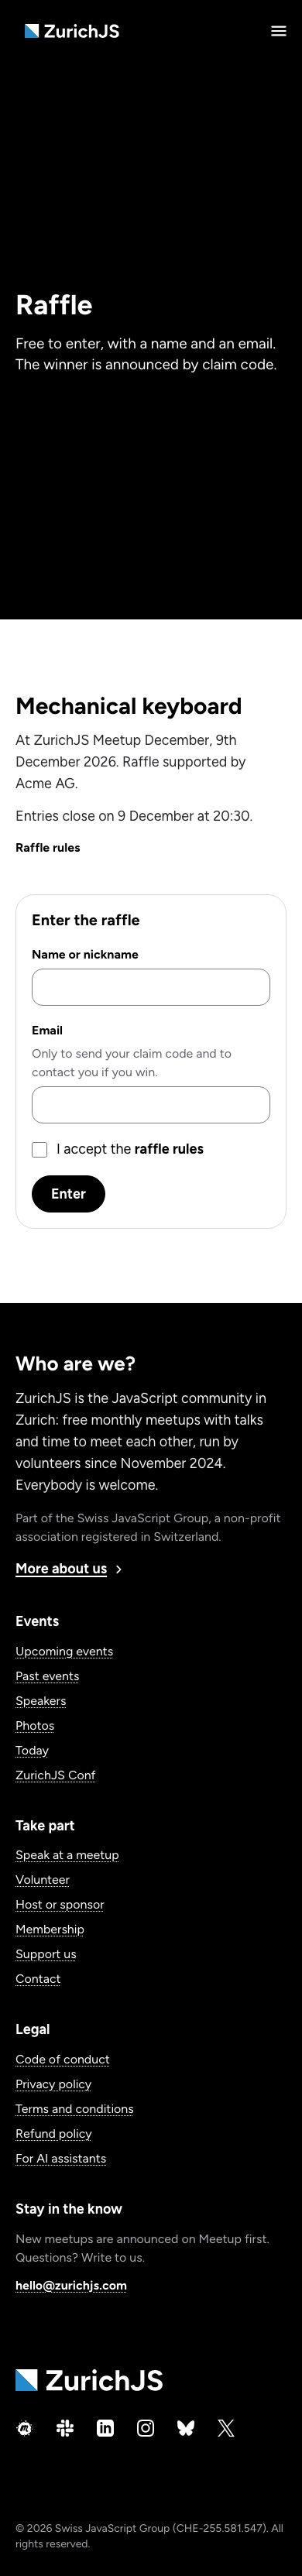 ZurichJS
Raffle
Free to enter, with a name and an email.
The winner is announced by claim code.
Mechanical keyboard
At ZurichJS Meetup December, 9th
December 2026. Raffle supported by
Acme AG.
Entries close on 9 December at 20:30.
Raffle rules
Enter the raffle
Name or nickname
Email
Only to send your claim code and to
contact you if you win.
I accept the raffle rules
Enter
Who are we?
ZurichJS is the JavaScript community in
Zurich: free monthly meetups with talks
and time to meet each other, run by
volunteers since November 2024.
Everybody is welcome.
Part of the Swiss JavaScript Group, a non-profit
association registered in Switzerland.
More about us
Events
Upcoming events
Past events
Speakers
Photos
Today
ZurichJS Conf
Take part
Speak at a meetup
Volunteer
Host or sponsor
Membership
Support us
Contact
Legal
Code of conduct
Privacy policy
Terms and conditions
Refund policy
For AI assistants
Stay in the know
New meetups are announced on Meetup first.
Questions? Write to us.
hello@zurichjs.com
ZurichJS
© 2026 Swiss JavaScript Group (CHE-255.581.547). All
rights reserved.